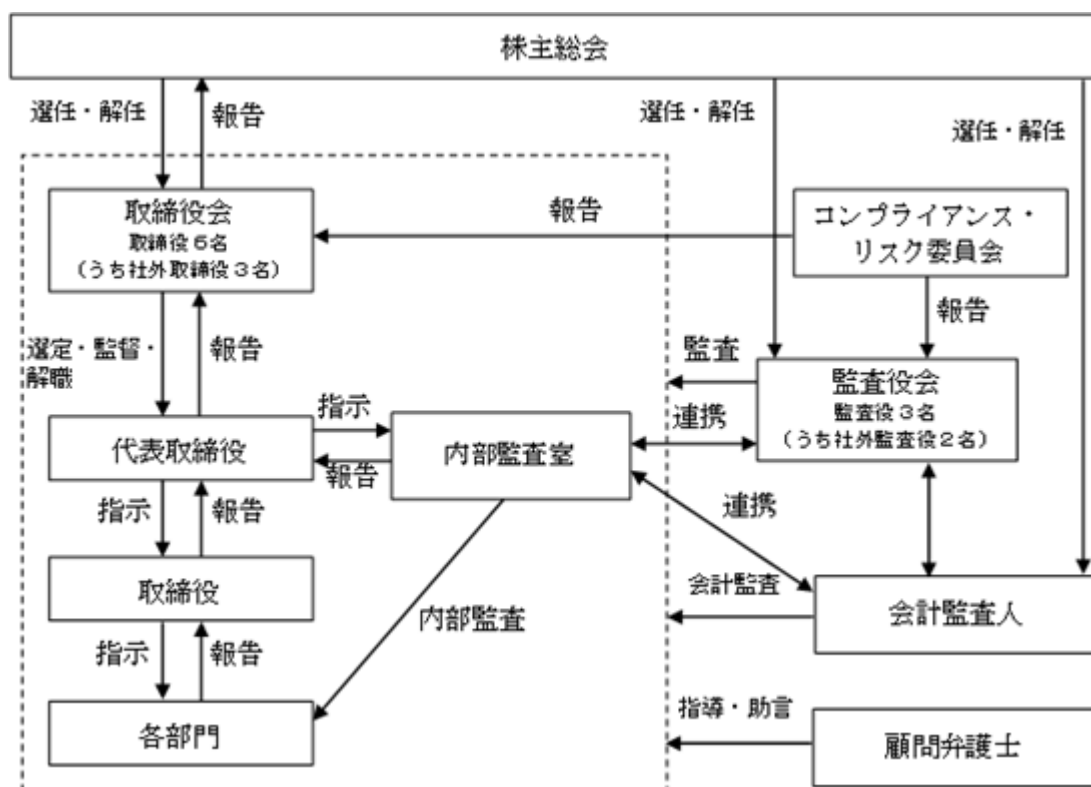 株主総会
選任・解任
報告
選任・解任
選任・解任
取締役会
取締役6名
(うち社外取締役3名)
報告
コンプライアンス・
リスク委員会
報告
選定・監督・
解職
報告
監査
監査役会
監査役3名
(うち社外監査役2名)
連携
代表取締役
指示
報告
内部監査室
指示
報告
連携
取締役
会計監査
会計監査人
内部監査
指示
報告
各部門
指導・助言
顧問弁護士